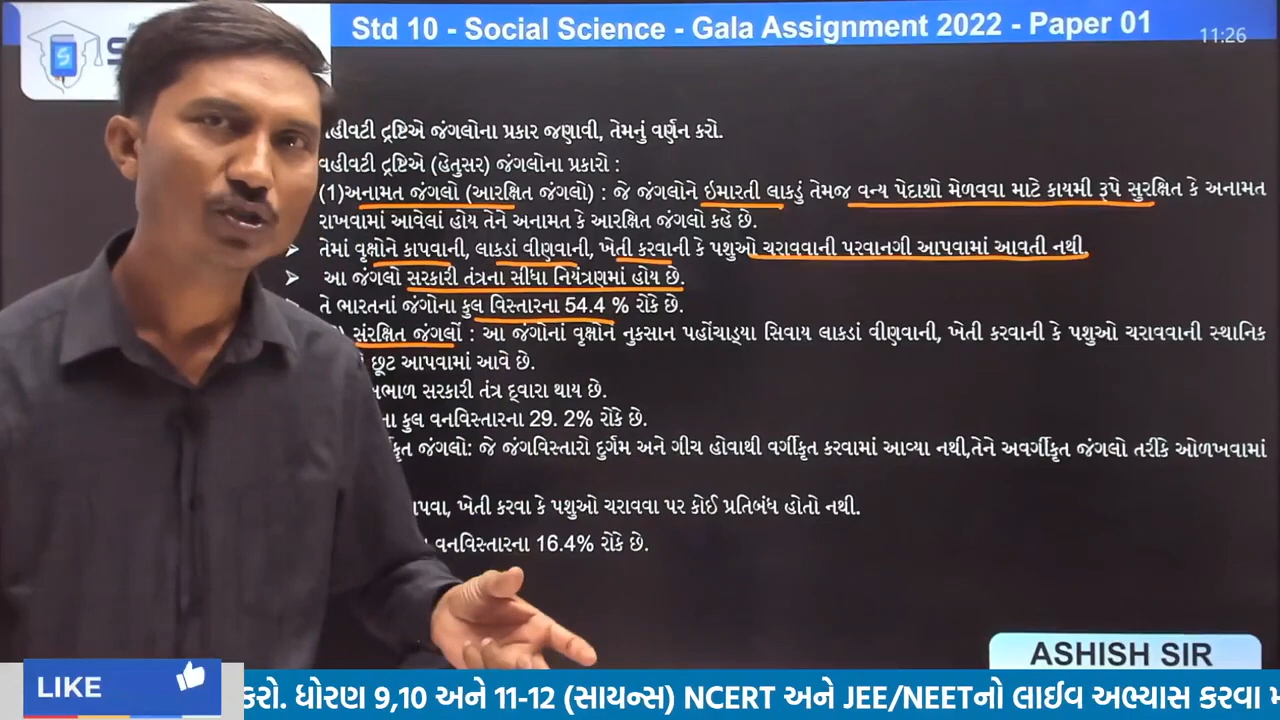 Std 10 - Social Science - Gala Assignment 2022 - Paper 01
11:26
દ્રષ્ટિએ જંગલોના પ્રકાર જણાવી, તેમનું વર્ણન કરો.
વહીવટી દ્રષ્ટિએ (હેતુસર) જંગલોના પ્રકારો :
(1)અનામત જંગલો (આરક્ષિત જંગલો) : જે જંગલોને ઇમારતી લાકડું તેમજ વન્ય પેદાશો મેળવવા માટે કાયમી રૂપે સુરક્ષિત કે અનામત
રાખવામાં આવેલાં હોય તેને અનામત કે આરક્ષિત જંગલો કહે છે.
➤ તેમાં વૃક્ષોને કાપવાની, લાકડાં વીણવાની, ખેતી કરવાની કે પશુઓ ચરાવવાની પરવાનગી આપવામાં આવતી નથી.
➤ આ જંગલો સરકારી તંત્રના સીધા નિયંત્રણમાં હોય છે.
➤ તે ભારતનાં જંગોના કુલ વિસ્તારના 54.4 % રોકે છે.
સંરક્ષિત જંગલોં : આ જંગોનાં વૃક્ષોને નુકસાન પહોંચાડ્યા સિવાય લાકડાં વીણવાની, ખેતી કરવાની કે પશુઓ ચરાવવાની સ્થાનિક
છૂટ આપવામાં આવે છે.
સરકારી તંત્ર દ્વારા થાય છે.
કુલ વનવિસ્તારના 29. 2% રોકે છે.
જંગલો: જે જંગવિસ્તારો દુર્ગમ અને ગીચ હોવાથી વર્ગીકૃત કરવામાં આવ્યા નથી,તેને અવર્ગીકૃત જંગલો તરીકે ઓળખવામાં
ખેતી કરવા કે પશુઓ ચરાવવા પર કોઈ પ્રતિબંધ હોતો નથી.
વનવિસ્તારના 16.4% રોકે છે.
ASHISH SIR
LIKE
કરો. ધોરણ 9,10 અને 11-12 (સાયન્સ) NCERT અને JEE/NEETનો લાઈવ અભ્યાસ કરવા